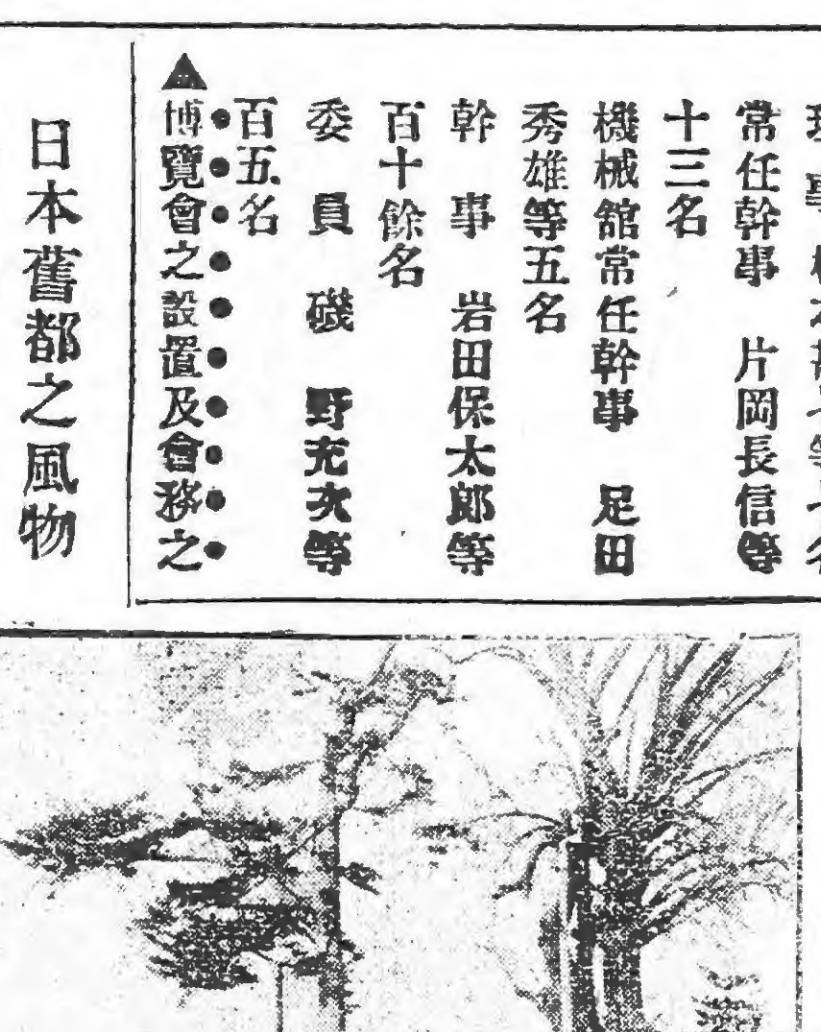 常任幹事　片岡長信等
十三名
機械舘常任幹事　足田
秀雄等五名
幹　事　岩田保太郎等
百十餘名
委　員　磯　野充次等
百五名
▲博覽會之設置及會務之
日本舊都之風物